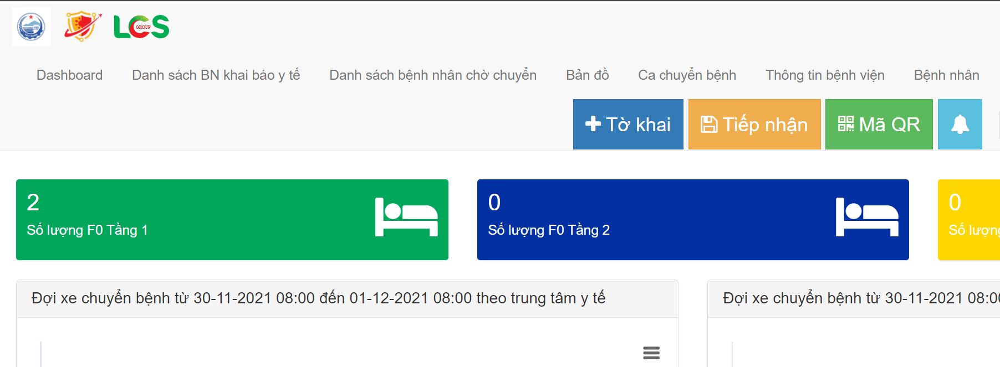 TÂY NINH
LCS
GROUP
Dashboard
Danh sách BN khai báo y tế
Danh sách bệnh nhân chờ chuyển
Bản đồ
Ca chuyển bệnh
Thông tin bệnh viện
Bệnh nhân
Tờ khai
Tiếp nhận
Mã QR
2
Số lượng F0 Tầng 1
0
Số lượng F0 Tầng 2
0
Số lượng
Đợi xe chuyển bệnh từ 30-11-2021 08:00 đến 01-12-2021 08:00 theo trung tâm y tế
Đợi xe chuyển bệnh từ 30-11-2021 08:00